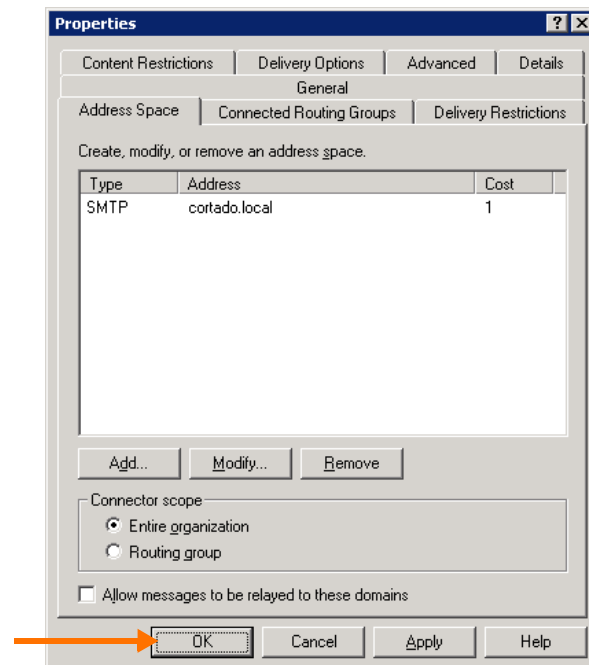 Properties
Content Restrictions Delivery Options Advanced Details
General
Address Space Connected Routing Groups Delivery Restrictions
Create, modify, or remove an address space.
Type Address Cost
SMTP cortado.local 1
Add... Modify... Remove
Connector scope
Entire organization
Routing group
Allow messages to be relayed to these domains
OK Cancel Apply Help